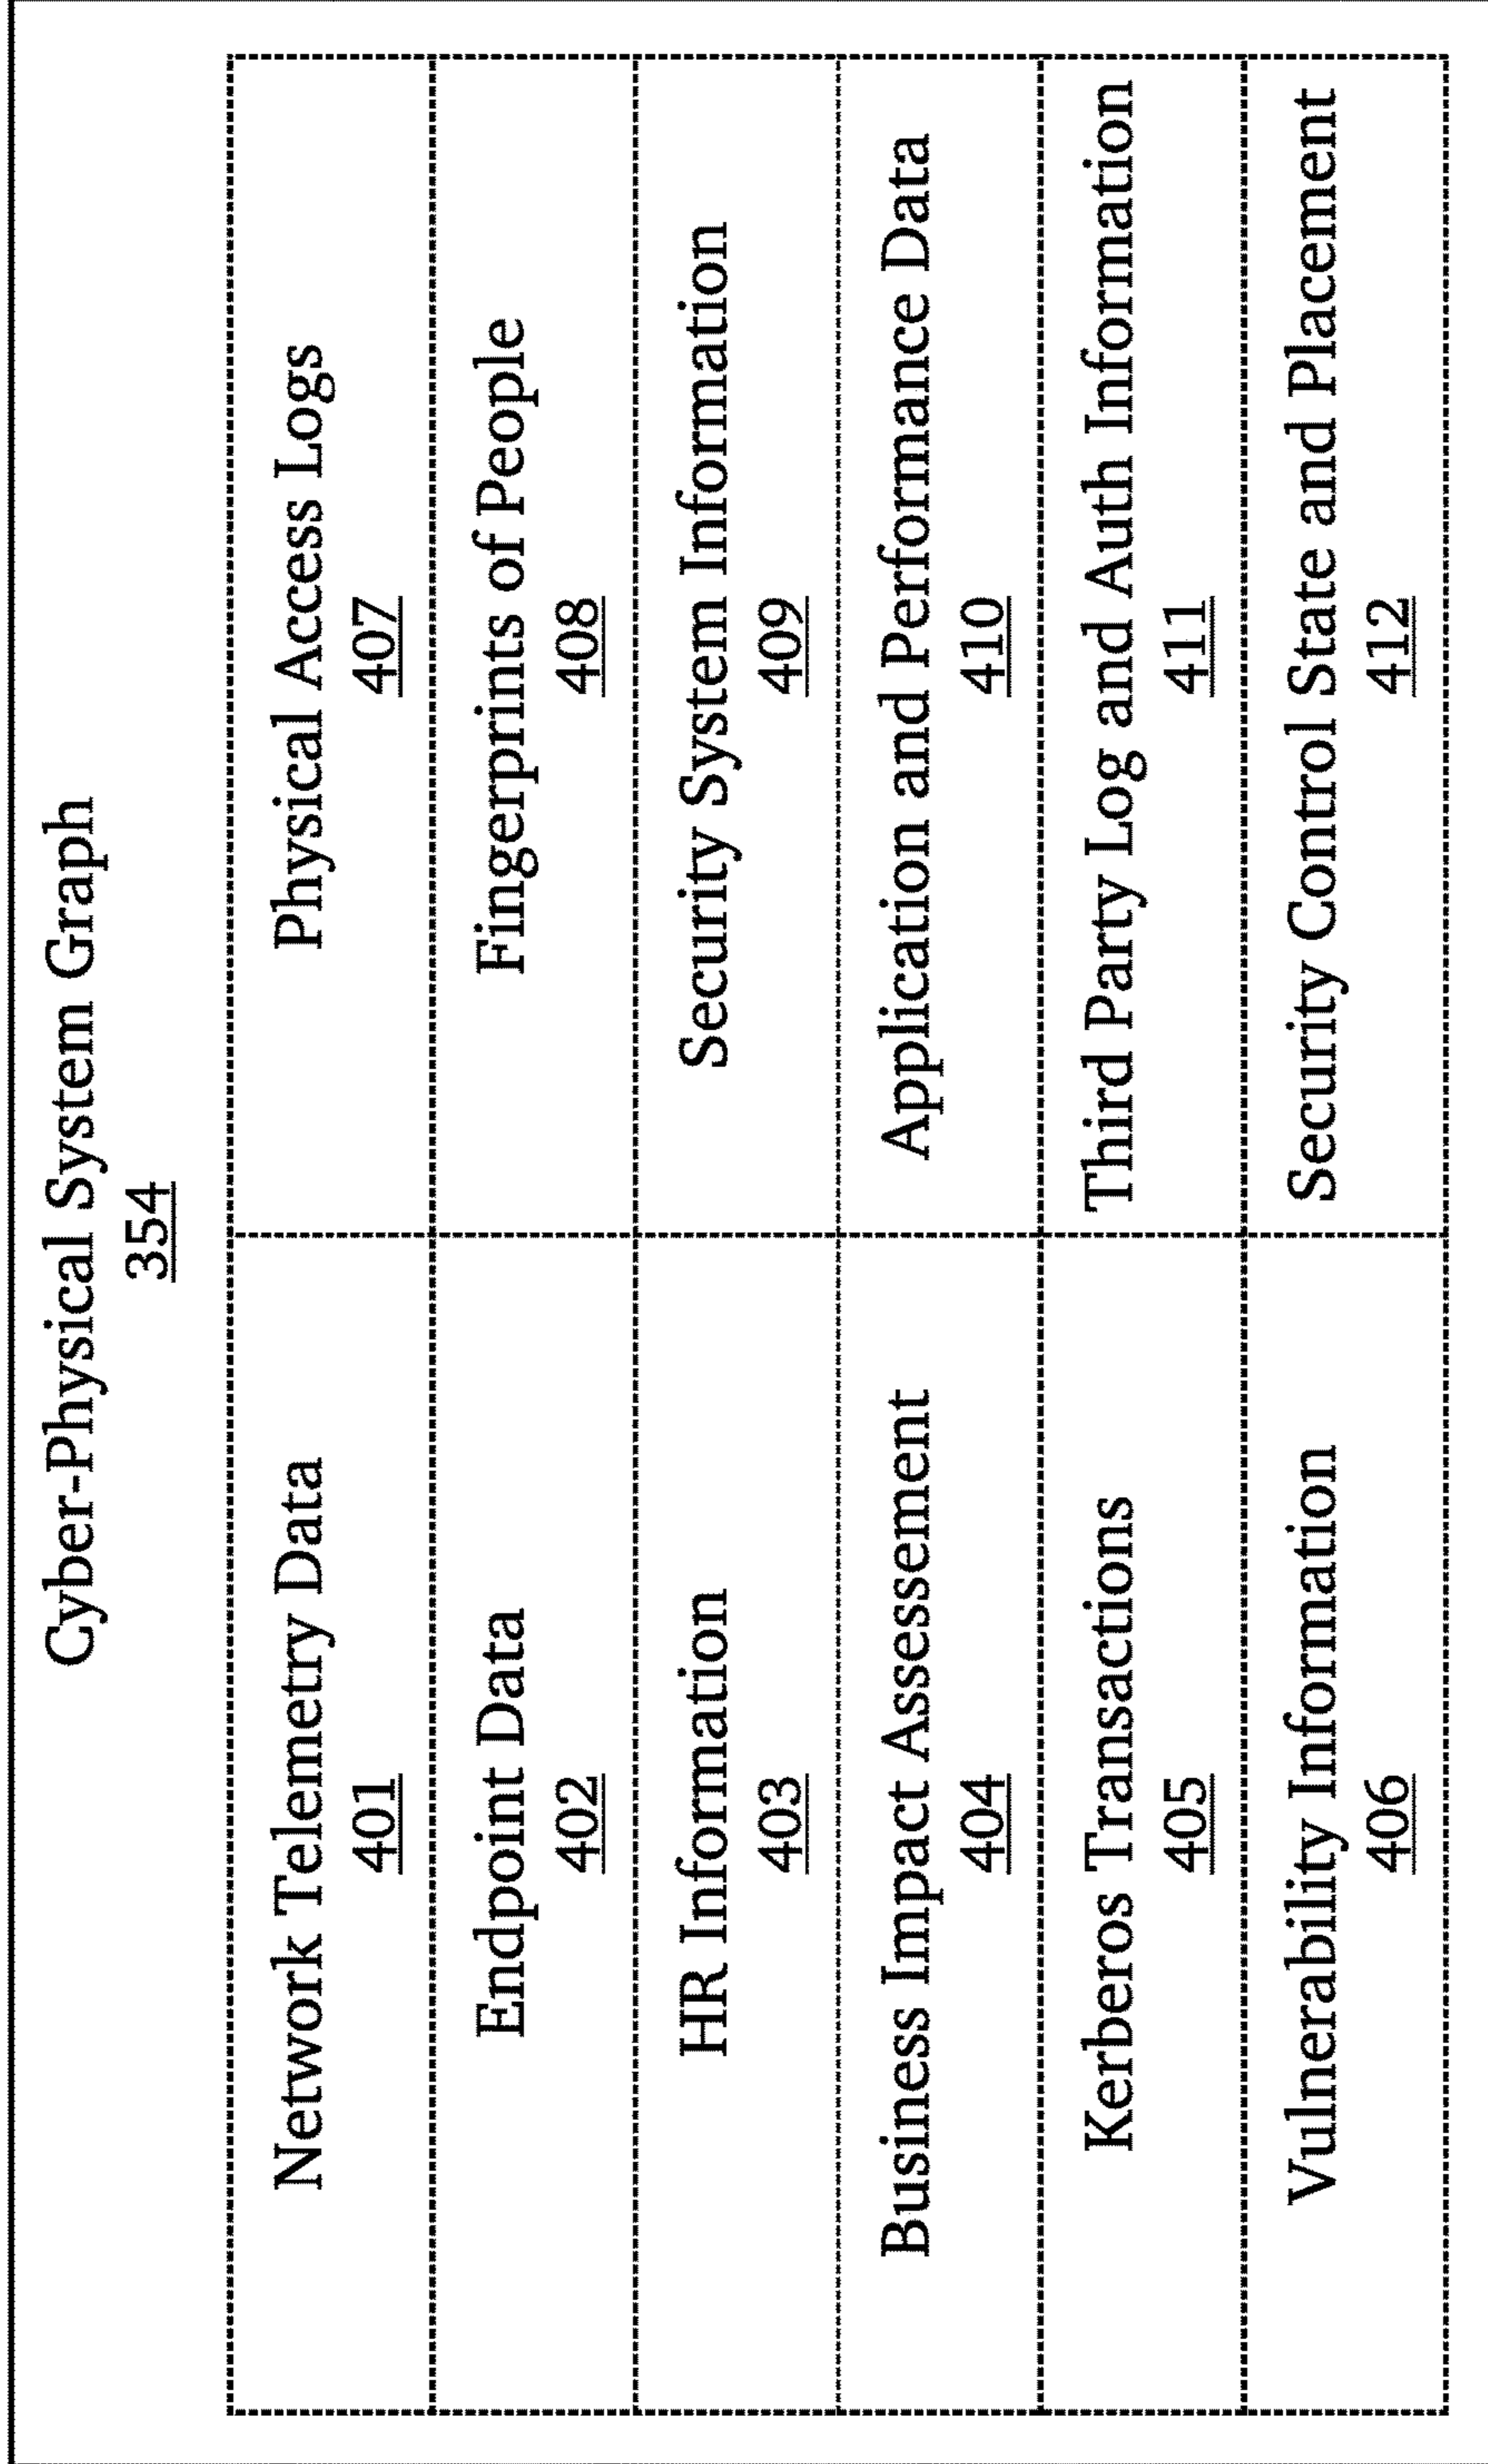 Cyber-Physical System Graph
354
Network Telemetry Data
401
Physical Access Logs
407
Endpoint Data
402
Fingerprints of People
408
HR Information
403
Security System Information
409
Business Impact Assessement
404
Application and Performance Data
410
Kerberos Transactions
405
Third Party Log and Auth Information
411
Vulnerability Information
406
Security Control State and Placement
412